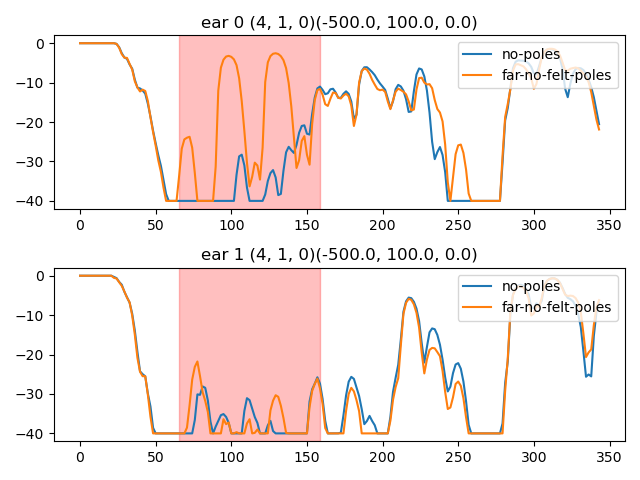 ear 0 (4, 1, 0)(-500.0, 100.0, 0.0)
0
−10
−20
−30
−40
no-poles
far-no-felt-poles
0 50 100 150 200 250 300 350
ear 1 (4, 1, 0)(-500.0, 100.0, 0.0)
0
−10
−20
−30
−40
no-poles
far-no-felt-poles
0 50 100 150 200 250 300 350